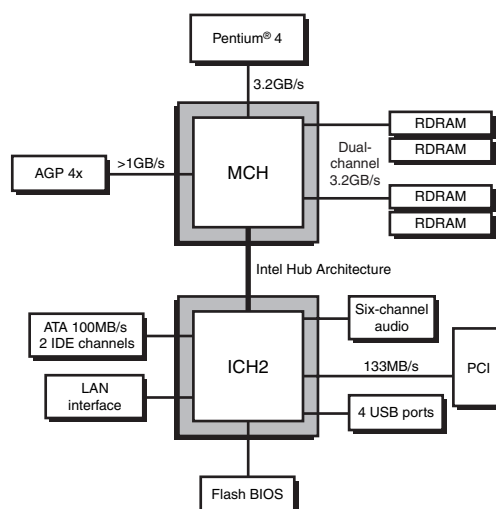 Pentium® 4
3.2GB/s
RDRAM
RDRAM
>1GB/s
AGP 4x
MCH
Dual-
channel
3.2GB/s
RDRAM
RDRAM
Intel Hub Architecture
ATA 100MB/s
2 IDE channels
Six-channel
audio
ICH2
133MB/s
PCI
LAN
interface
4 USB ports
Flash BIOS